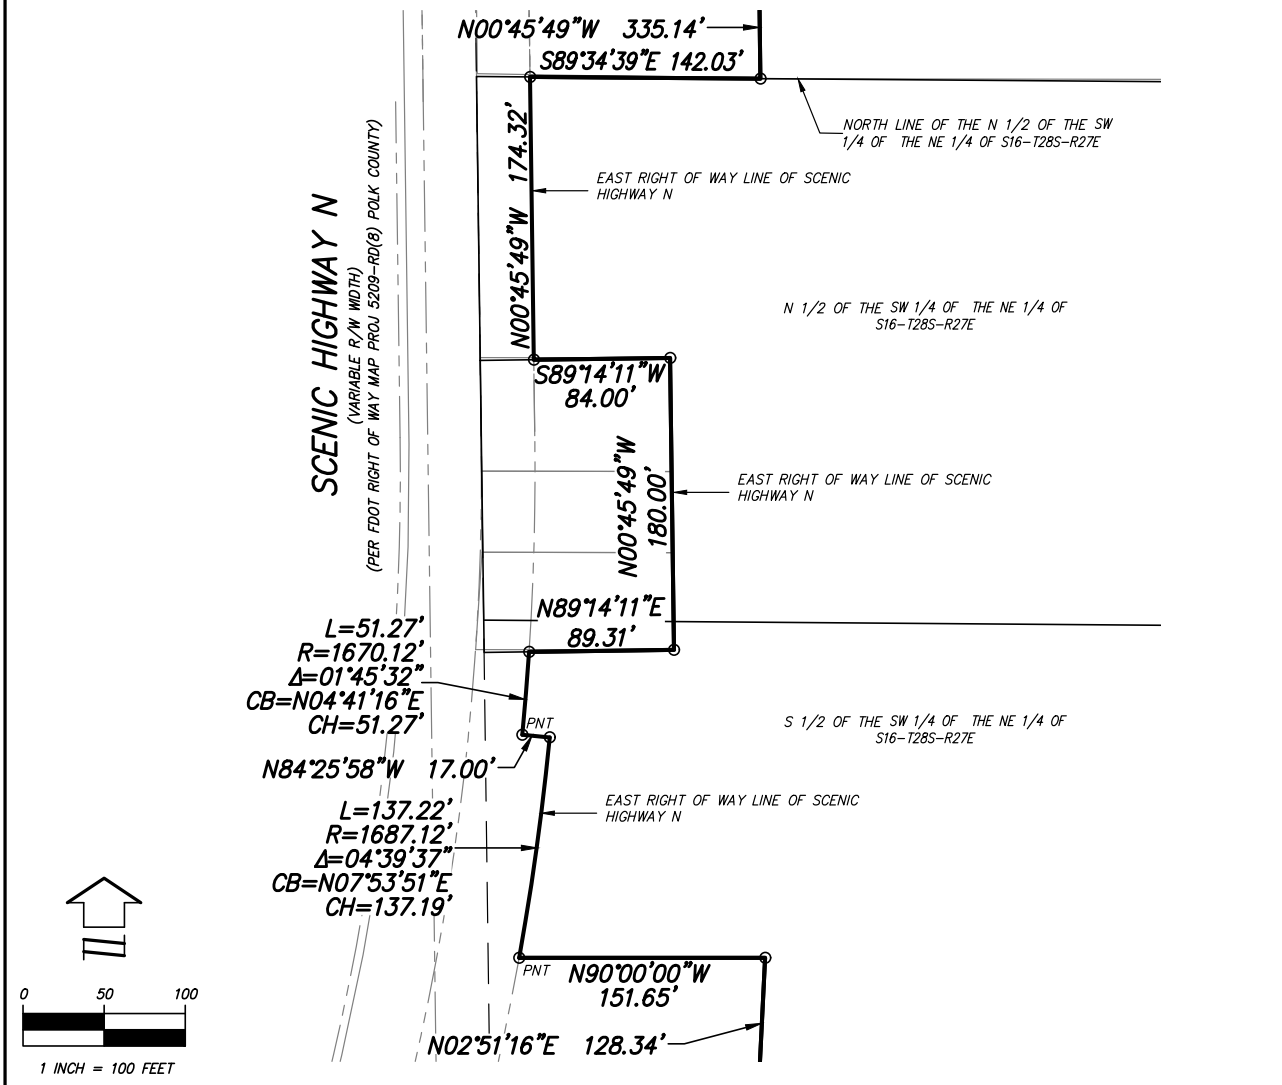 N00°45'49"W 335.14'
S89°34'39"E 142.03'
NORTH LINE OF THE N 1/2 OF THE SW
1/4 OF THE NE 1/4 OF S16-T28S-R27E
N00°45'49"W 174.32'
EAST RIGHT OF WAY LINE OF SCENIC
HIGHWAY N
SCENIC HIGHWAY N
(VARIABLE R/W WIDTH)
(PER FDOT RIGHT OF WAY MAP PROJ 5209-RD(8) POLK COUNTY)
N 1/2 OF THE SW 1/4 OF THE NE 1/4 OF
S16-T28S-R27E
S89°14'11"W
84.00'
N00°45'49"W
180.00'
EAST RIGHT OF WAY LINE OF SCENIC
HIGHWAY N
N89°14'11"E
89.31'
L=51.27'
R=1670.12'
Δ=01°45'32"
CB=N04°41'16"E
CH=51.27'
PNT
N84°25'58"W 17.00'
S 1/2 OF THE SW 1/4 OF THE NE 1/4 OF
S16-T28S-R27E
EAST RIGHT OF WAY LINE OF SCENIC
HIGHWAY N
L=137.22'
R=1687.12'
Δ=04°39'37"
CB=N07°53'51"E
CH=137.19'
PNT
N90°00'00"W
151.65'
N02°51'16"E 128.34'
N
0 50 100
1 INCH = 100 FEET